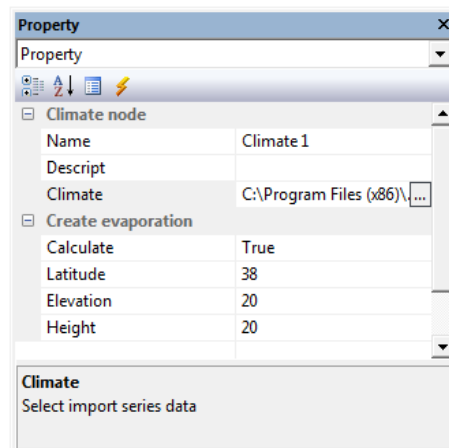 Property
Property
Climate node
Name Climate 1
Descript
Climate C:\Program Files (x86)\. ...
Create evaporation
Calculate True
Latitude 38
Elevation 20
Height 20
Climate
Select import series data